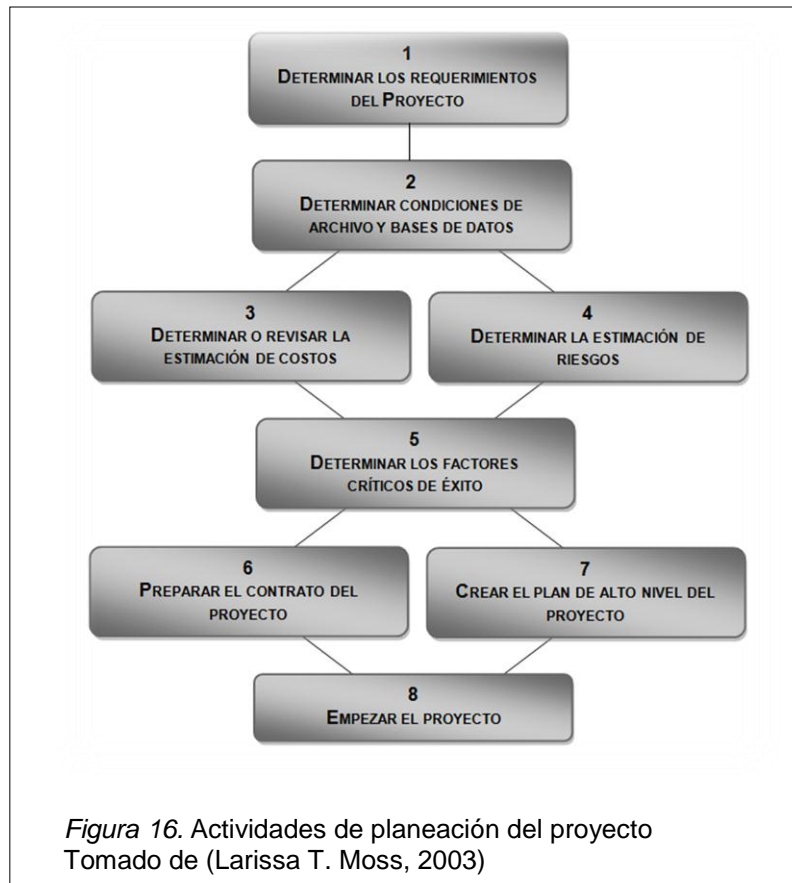 1
DETERMINAR LOS REQUERIMIENTOS
DEL PROYECTO
2
DETERMINAR CONDICIONES DE
ARCHIVO Y BASES DE DATOS
3
DETERMINAR O REVISAR LA
ESTIMACIÓN DE COSTOS
4
DETERMINAR LA ESTIMACIÓN DE
RIESGOS
5
DETERMINAR LOS FACTORES
CRÍTICOS DE ÉXITO
6
PREPARAR EL CONTRATO DEL
PROYECTO
7
CREAR EL PLAN DE ALTO NIVEL DEL
PROYECTO
8
EMPEZAR EL PROYECTO
Figura 16. Actividades de planeación del proyecto
Tomado de (Larissa T. Moss, 2003)